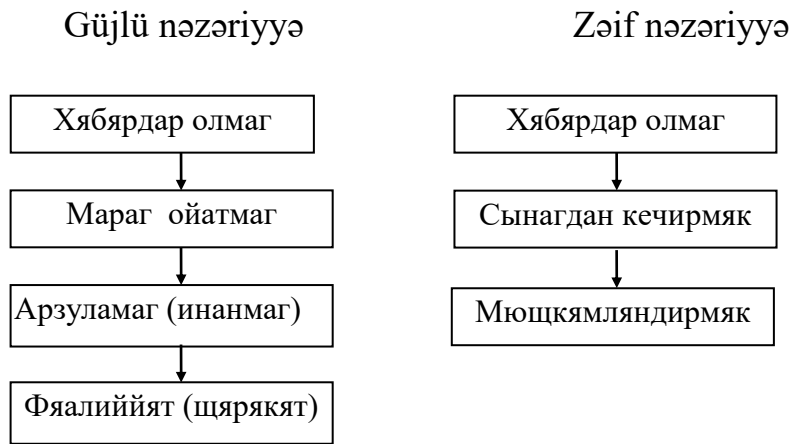 Güjlü nəzəriyyə
Хябярдар олмаг
Мараг ойатмаг
Арзуламаг (инанмаг)
Фяалиййят (щярякят)
Zəif nəzəriyyə
Хябярдар олмаг
Сынагдан кечирмяк
Мющкямляндирмяк